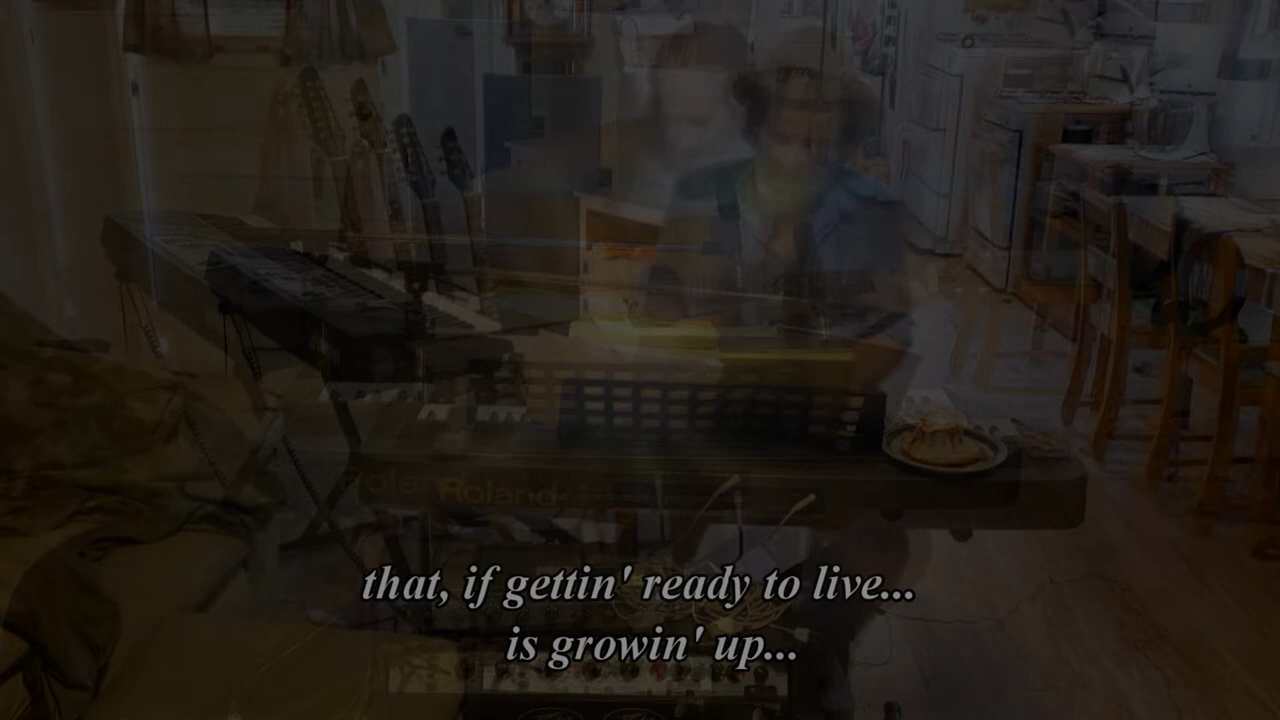 Roland
that, if gettin' ready to live...
is growin' up...